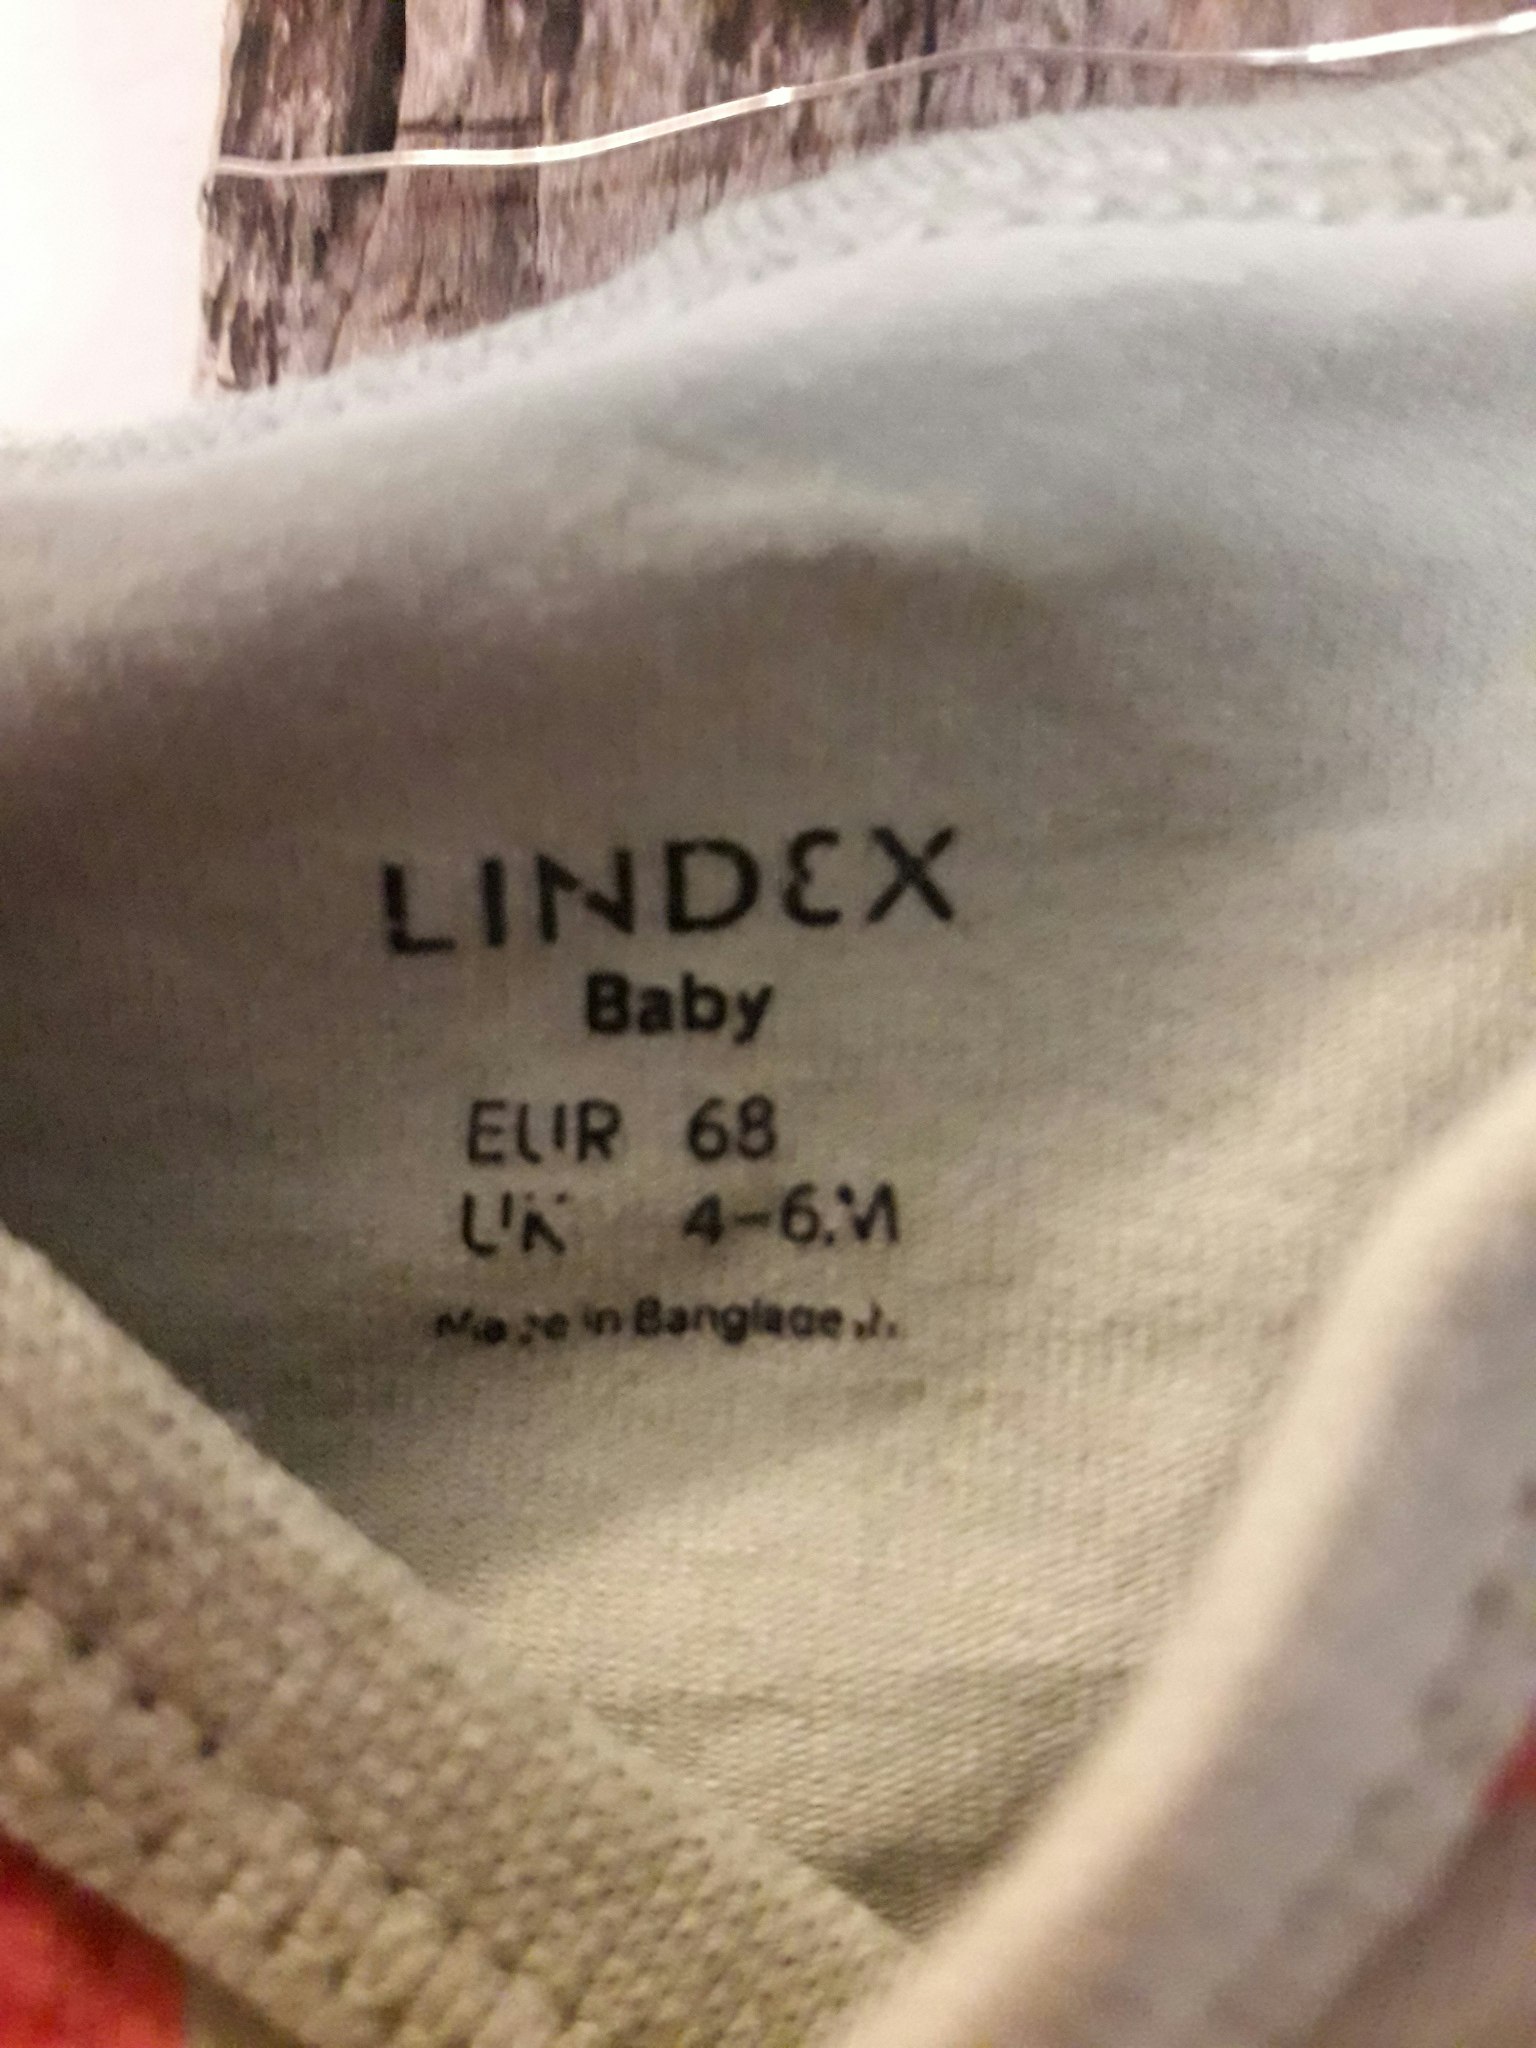 LINDEX
Baby
EUR 68
UK 4-6M
Made in Bangladesh